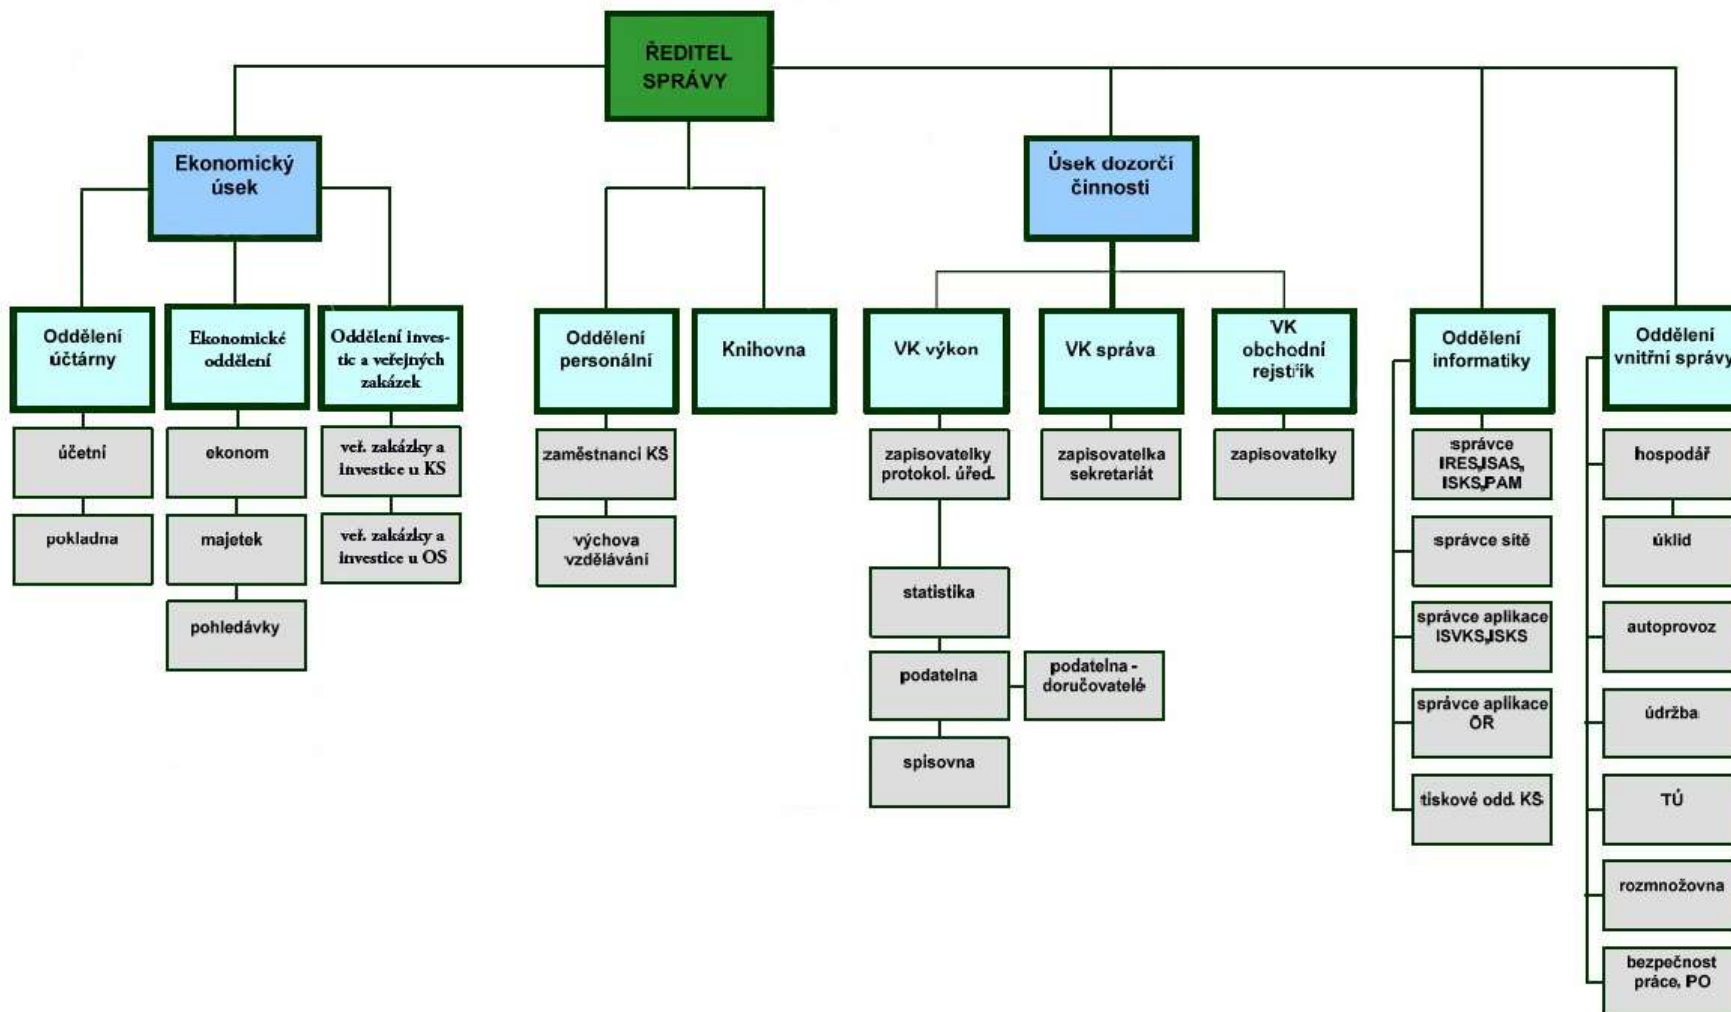 ŘEDITEL
SPRÁVY
Ekonomický
úsek
Úsek dozorčí
činnosti
Oddělení
účtárny
Ekonomické
oddělení
Oddělení inves-
tic a veřejných
zakázek
Oddělení
personální
Knihovna
VK výkon
VK správa
VK
obchodní
rejstřík
Oddělení
informatiky
Oddělení
vnitřní správy
účetní
pokladna
ekonom
majetek
pohledávky
veř. zakázky a
investice u KS
veř. zakázky a
investice u OS
zaměstnanci KS
výchova
vzdělávání
zapisovatelky
protokol. úřed.
statistika
podatelna
podatelna -
doručovatelé
spisovna
zapisovatelka
sekretariát
zapisovatelky
správce
IRES,ISAS,
ISKS,PAM
správce sítě
správce aplikace
ISVKS,ISKS
správce aplikace
OR
tiskové odd. KS
hospodář
úklid
autoprovoz
údržba
TÚ
rozmnožovna
bezpečnost
práce, PO